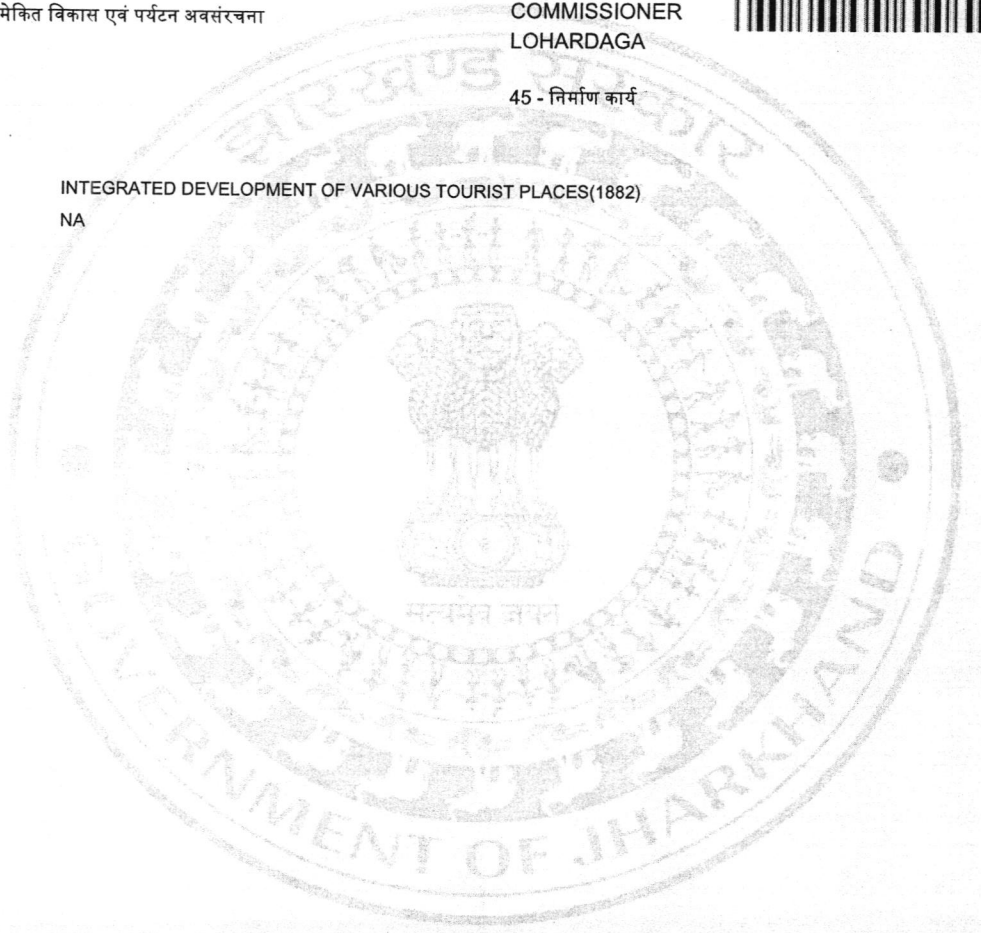 मेकित विकास एवं पर्यटन अवसंरचना
COMMISSIONER
LOHARDAGA
45 - निर्माण कार्य
INTEGRATED DEVELOPMENT OF VARIOUS TOURIST PLACES(1882)
NA
झारखण्ड सरकार
सत्यमेव जयते
GOVERNMENT OF JHARKHAND